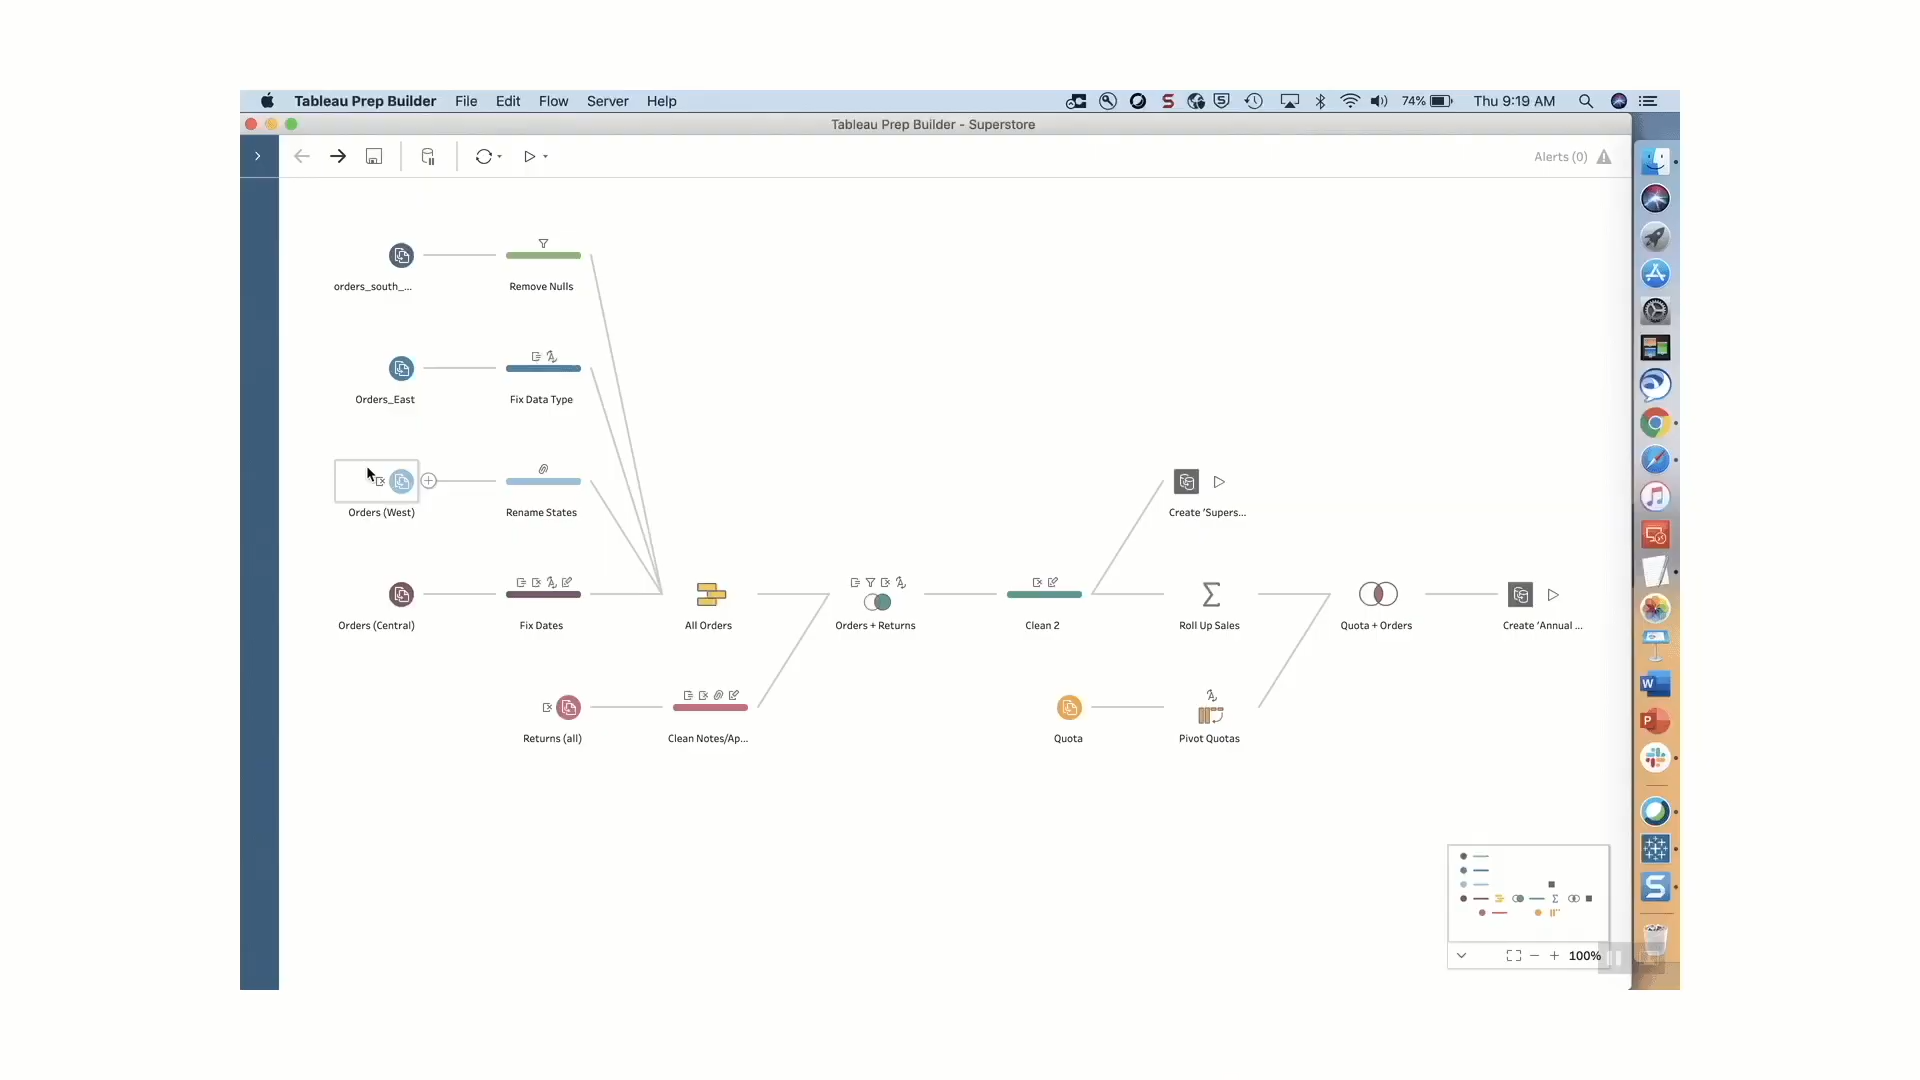 Tableau Prep Builder File Edit Flow Server Help 74% Thu 9:19 AM
Tableau Prep Builder - Superstore
Alerts (0)
orders_south_... Remove Nulls
Orders_East Fix Data Type
Orders (West) Rename States Create ‘Supers...
Orders (Central) Fix Dates All Orders Orders + Returns Clean 2 Roll Up Sales Quota + Orders Create ‘Annual ...
Returns (all) Clean Notes/Ap... Quota Pivot Quotas
100%